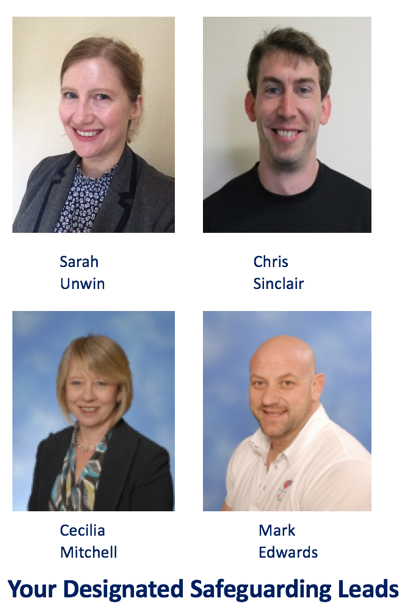 Sarah
Unwin
Chris
Sinclair
Cecilia
Mitchell
Mark
Edwards
Your Designated Safeguarding Leads